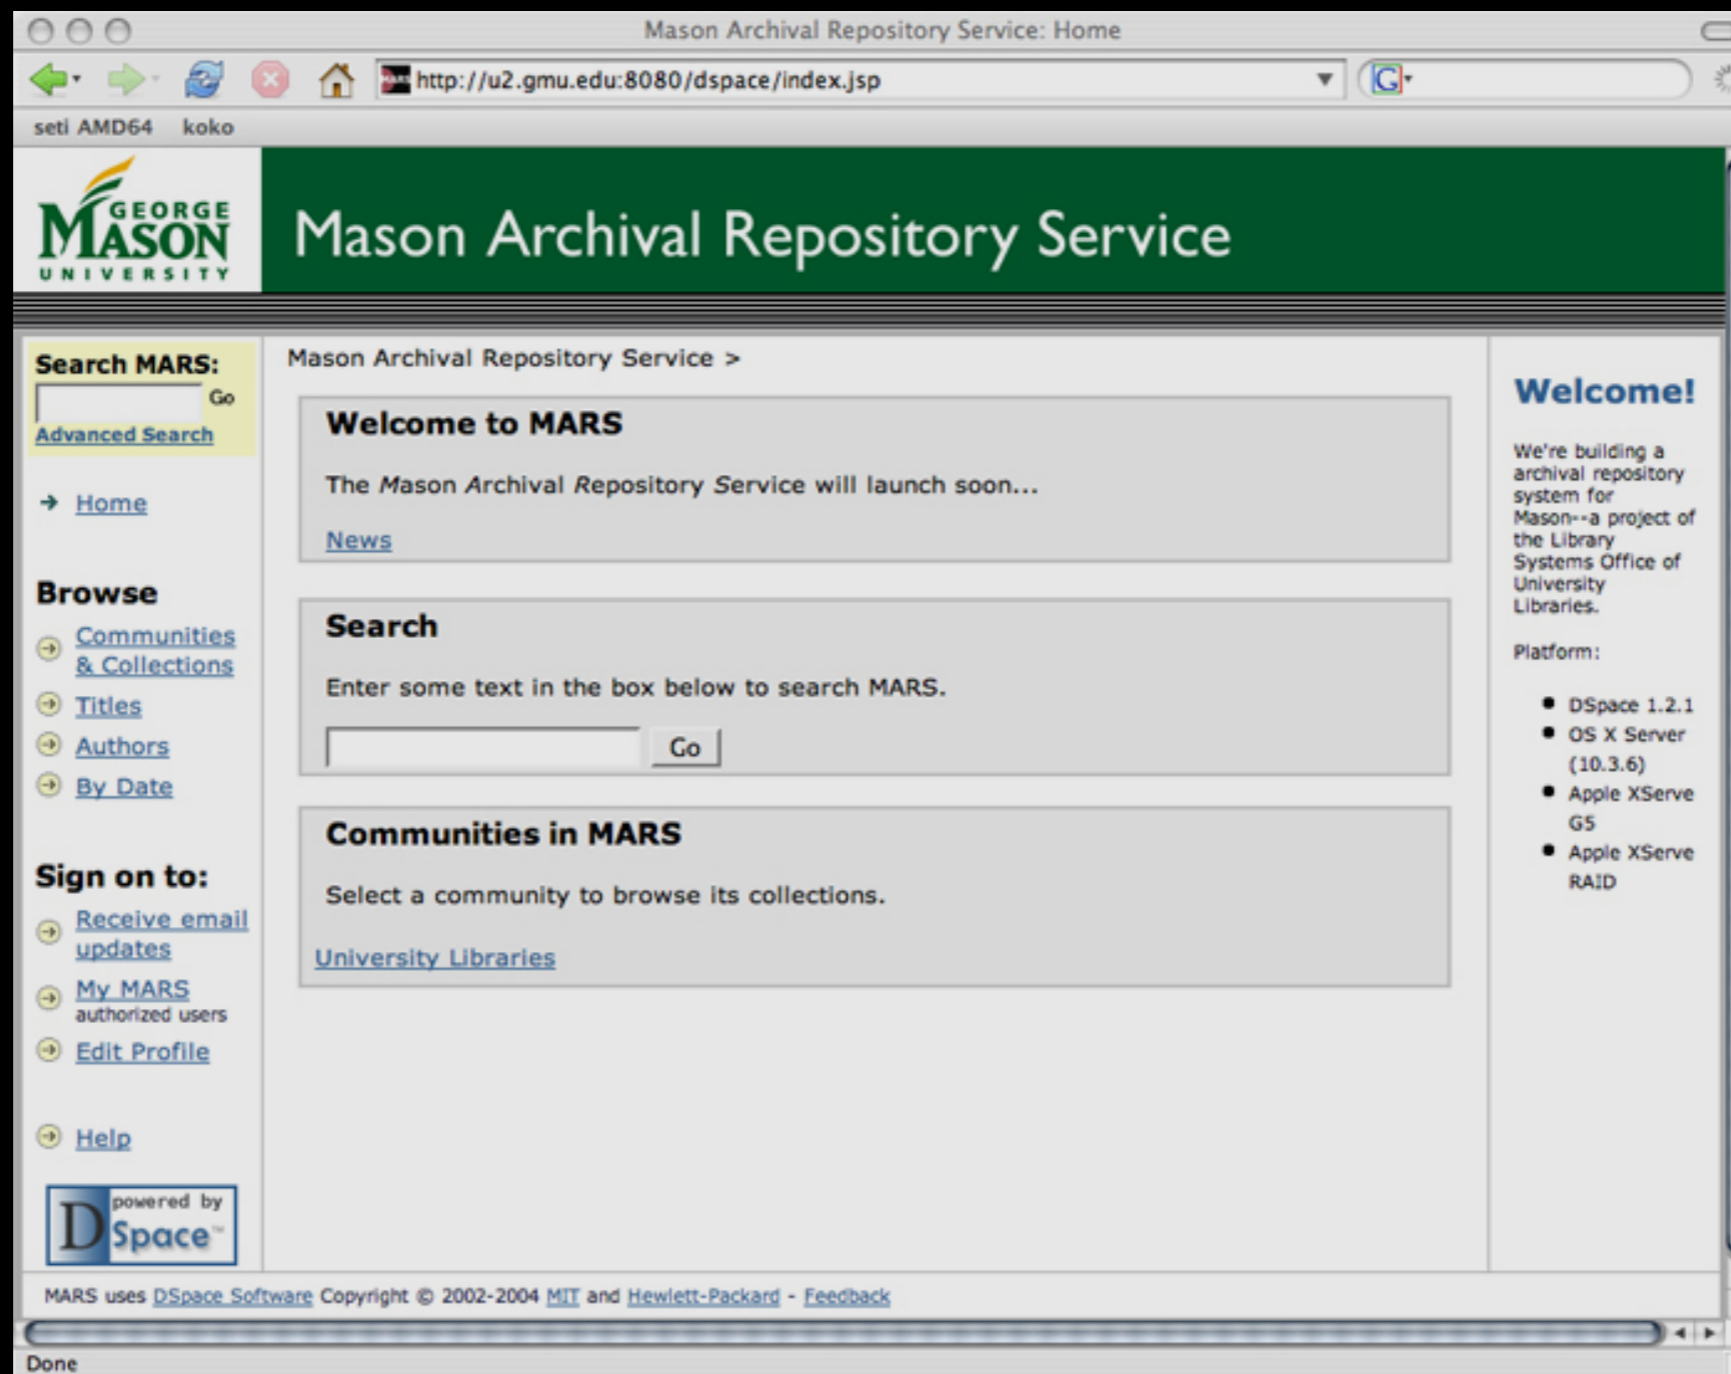 Mason Archival Repository Service: Home
http://u2.gmu.edu:8080/dspace/index.jsp
G
seti AMD64 koko
GEORGE
MASON
UNIVERSITY
Mason Archival Repository Service
Search MARS:
Go
Advanced Search
Home
Browse
Communities
& Collections
Titles
Authors
By Date
Sign on to:
Receive email
updates
My MARS
authorized users
Edit Profile
Help
powered by
DSpace™
Mason Archival Repository Service >
Welcome to MARS
The Mason Archival Repository Service will launch soon...
News
Search
Enter some text in the box below to search MARS.
Go
Communities in MARS
Select a community to browse its collections.
University Libraries
Welcome!
We're building a
archival repository
system for
Mason--a project of
the Library
Systems Office of
University
Libraries.
Platform:
DSpace 1.2.1
OS X Server
(10.3.6)
Apple XServe
G5
Apple XServe
RAID
MARS uses DSpace Software Copyright © 2002-2004 MIT and Hewlett-Packard - Feedback
Done